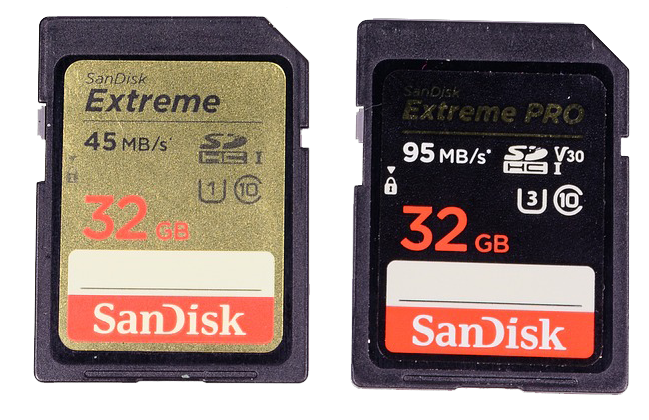 SanDisk
Extreme
45 MB/s*
SD HC I
U1 10
32 GB
SanDisk
SanDisk
Extreme PRO
95 MB/s*
SD HC V30 I
U3 10
32 GB
SanDisk